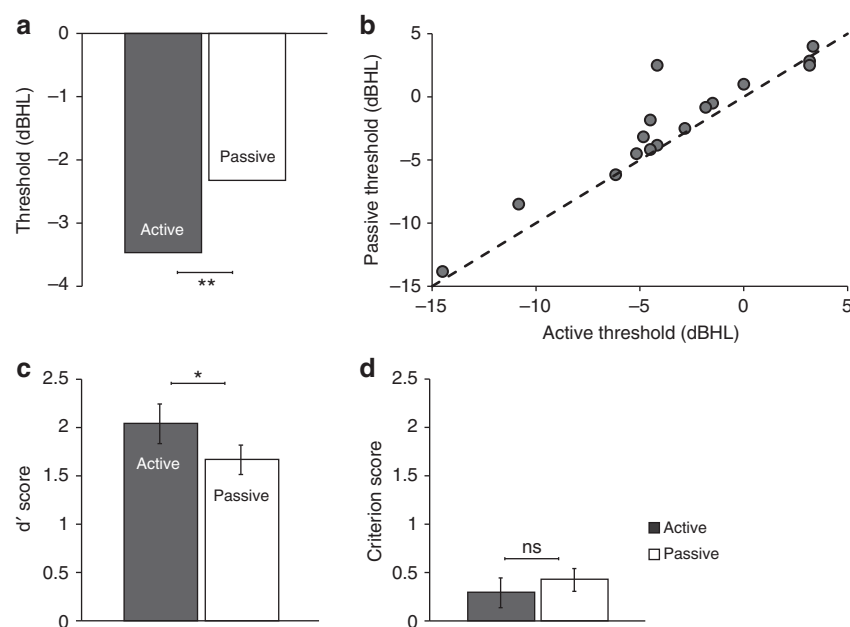 a
0
−1
−2
−3
−4
Threshold (dBHL)
Active
Passive
**
b
5
0
−5
−10
−15
Passive threshold (dBHL)
−15
−10
−5
0
5
Active threshold (dBHL)
c
2.5
2
1.5
1
0.5
0
d′ score
*
Active
Passive
d
2.5
2
1.5
1
0.5
0
Criterion score
ns
Active
Passive